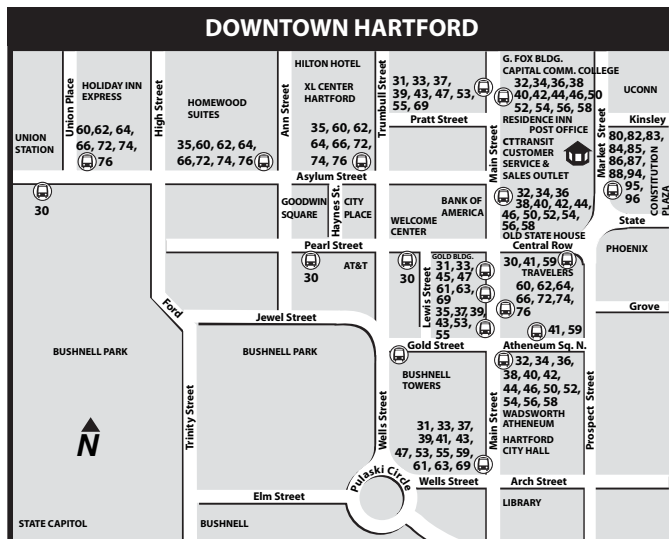 DOWNTOWN HARTFORD
Union Place
HOLIDAY INN
EXPRESS
60,62, 64,
66, 72, 74,
76
UNION
STATION
30
High Street
HOMEWOOD
SUITES
35,60, 62, 64,
66,72, 74, 76
Ann Street
HILTON HOTEL
XL CENTER
HARTFORD
35, 60, 62,
64, 66, 72,
74, 76
Trumbull Street
31, 33, 37,
39, 43, 47, 53,
55, 69
Pratt Street
Main Street
G. FOX BLDG.
CAPITAL COMM. COLLEGE
32,34,36,38
40,42,44,46,50
52, 54, 56, 58
RESIDENCE INN
POST OFFICE
CTTRANSIT
CUSTOMER
SERVICE &
SALES OUTLET
Market Street
UCONN
Kinsley
80,82,83,
84,85,
86,87,
88,94,
95,
96
CONSTITUTION
PLAZA
State
Asylum Street
GOODWIN
SQUARE
Haynes St.
CITY
PLACE
WELCOME
CENTER
BANK OF
AMERICA
32, 34, 36
38,40, 42, 44,
46, 50, 52, 54,
56, 58
OLD STATE HOUSE
Pearl Street
Central Row
PHOENIX
30
AT&T
30
Lewis Street
GOLD BLDG.
31, 33,
45, 47
61, 63,
69
35,37,39,
43,53,
55
30, 41, 59
TRAVELERS
60, 62,64,
66, 72, 74,
76
41, 59
Grove
Ford
Jewel Street
Gold Street
Atheneum Sq. N.
BUSHNELL PARK
BUSHNELL PARK
BUSHNELL
TOWERS
32, 34 , 36,
38, 40, 42,
44, 46, 50, 52,
54, 56, 58
WADSWORTH
ATHENEUM
HARTFORD
CITY HALL
Trinity Street
Wells Street
Main Street
Prospect Street
N
31, 33, 37,
39, 41, 43,
47, 53, 55, 59,
61, 63, 69
Pulaski Circle
Wells Street
Arch Street
Elm Street
LIBRARY
STATE CAPITOL
BUSHNELL